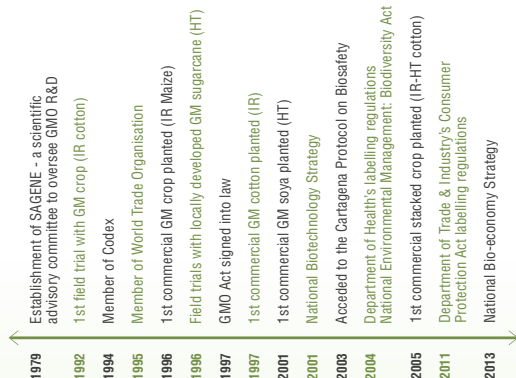 1979
Establishment of SAGENE - a scientific
advisory committee to oversee GMO R&D
1992
1st field trial with GM crop (IR cotton)
1994
Member of Codex
1995
Member of World Trade Organisation
1996
1st commercial GM crop planted (IR Maize)
1996
Field trials with locally developed GM sugarcane (HT)
1997
GMO Act signed into law
1997
1st commercial GM cotton planted (IR)
2001
1st commercial GM soya planted (HT)
2001
National Biotechnology Strategy
2003
Acceded to the Cartagena Protocol on Biosafety
2004
Department of Health's labelling regulations
National Environmental Management: Biodiversity Act
2005
1st commercial stacked crop planted (IR-HT cotton)
2011
Department of Trade & Industry's Consumer
Protection Act labelling regulations
2013
National Bio-economy Strategy